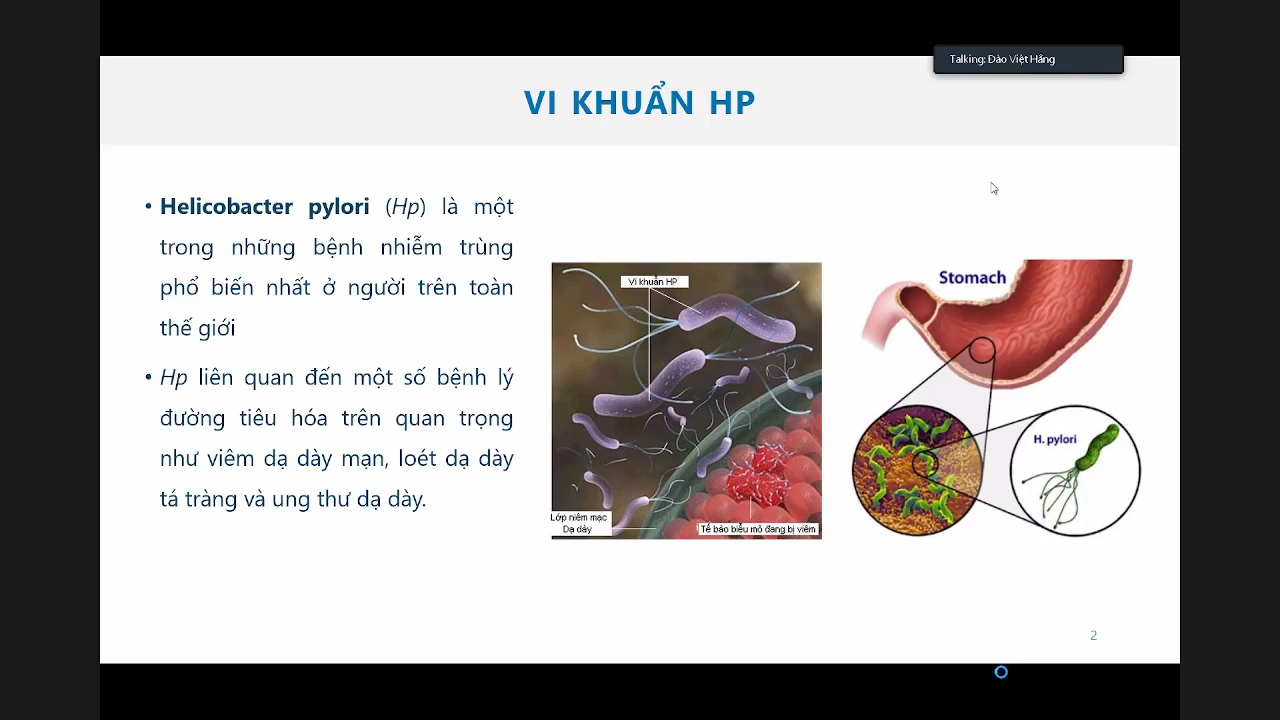 Talking: Đào Việt Hằng
VI KHUẨN HP
• Helicobacter pylori (Hp) là một
trong những bệnh nhiễm trùng
phổ biến nhất ở người trên toàn
thế giới
• Hp liên quan đến một số bệnh lý
đường tiêu hóa trên quan trọng
như viêm dạ dày mạn, loét dạ dày
tá tràng và ung thư dạ dày.
Vi khuẩn HP
Lớp niêm mạc
Dạ dày
Tế bào biểu mô đang bị viêm
Stomach
H. pylori
2